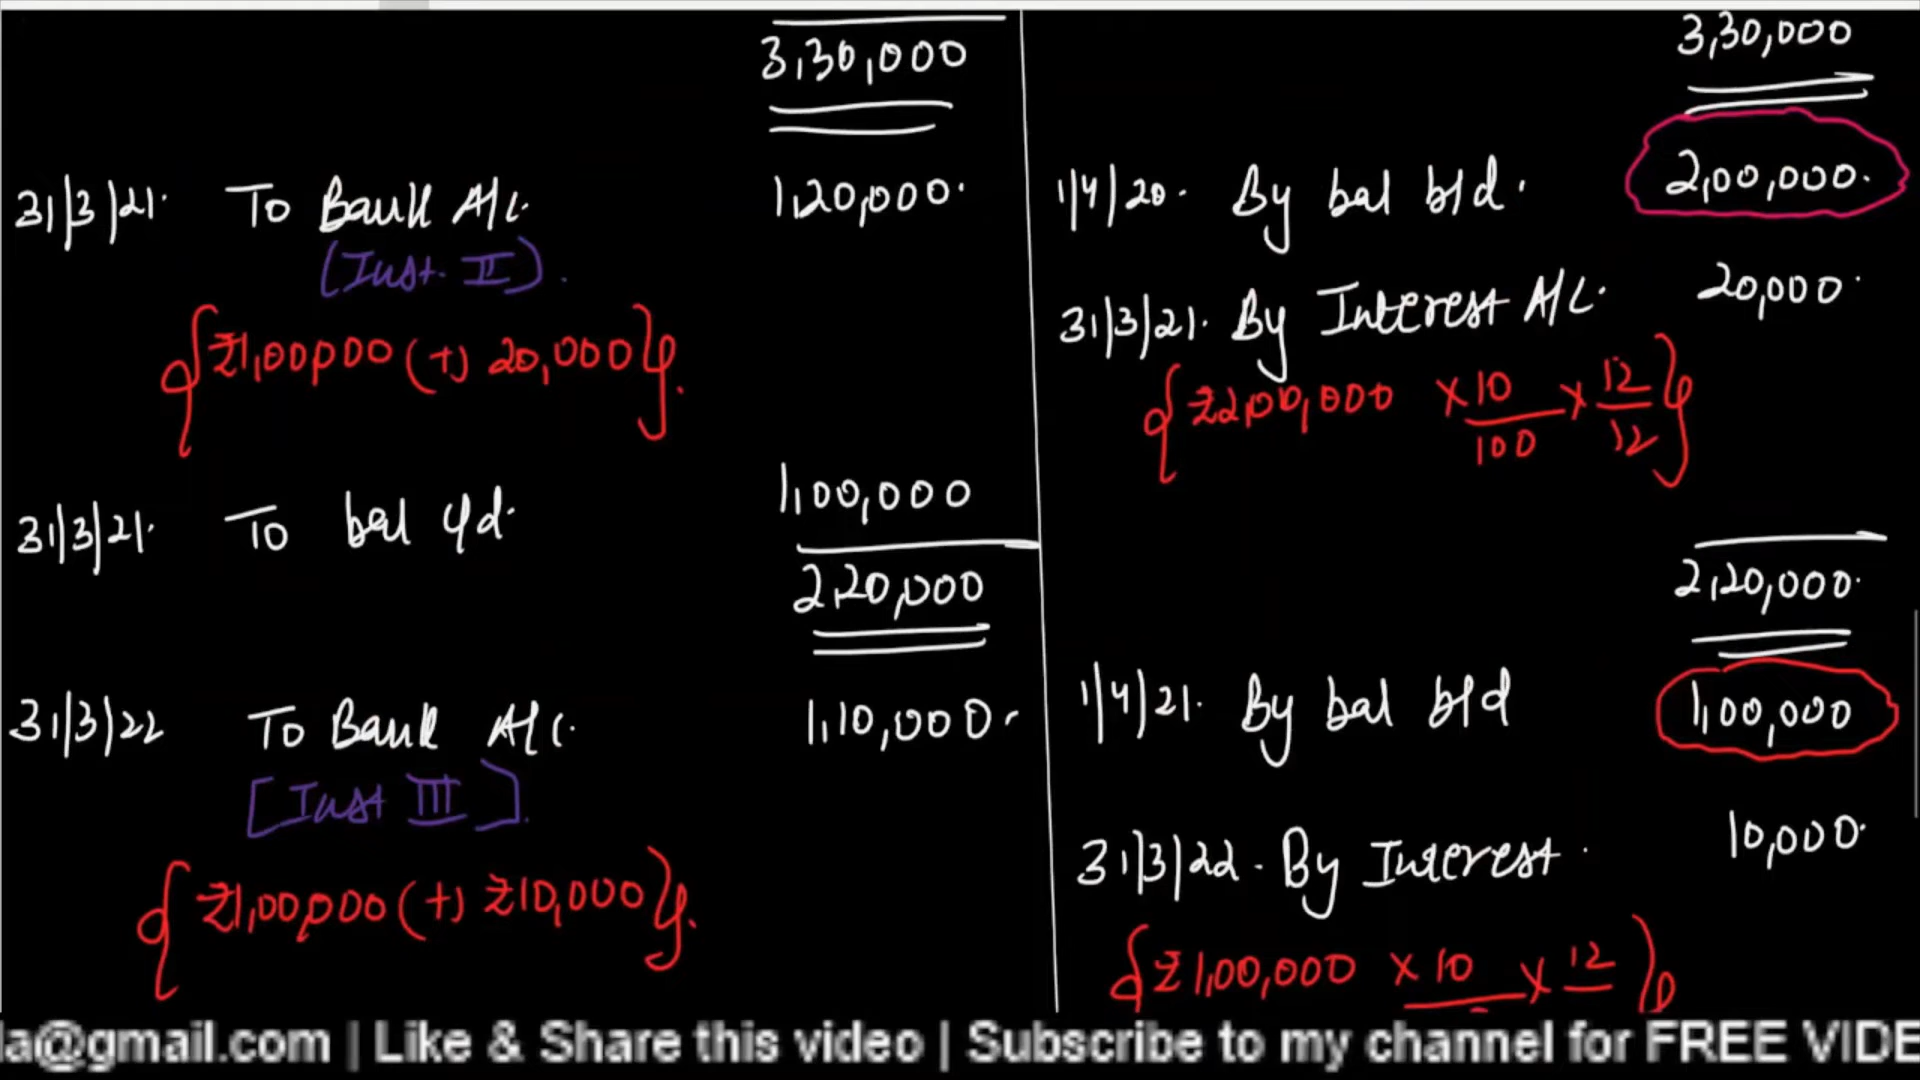 3,30,000
31/3/21. To Bank A/c. 1,20,000.
(Inst. II).
{₹1,00,000 (+) 20,000}.
31/3/21. To bal c/d. 1,00,000
2,20,000
31/3/22 To Bank A/c. 1,10,000.
[Inst III].
{₹1,00,000 (+) ₹10,000}.
3,30,000
1/4/20. By bal b/d. 2,00,000.
31/3/21. By Interest A/c. 20,000.
{₹2,00,000 × 10/100 × 12/12}
2,20,000.
1/4/21. By bal b/d 1,00,000
31/3/22. By Interest. 10,000.
{₹1,00,000 × 10 × 12}
la@gmail.com | Like & Share this video | Subscribe to my channel for FREE VIDE